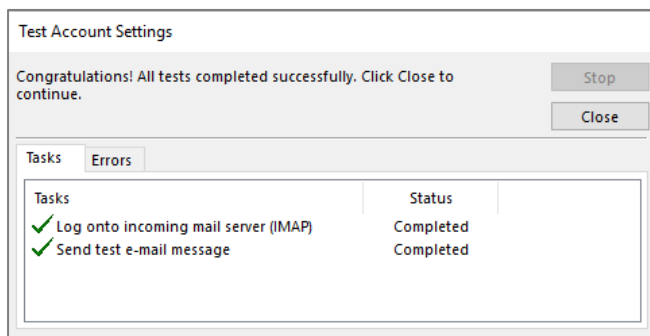 Test Account Settings
Congratulations! All tests completed successfully. Click Close to
continue.
Stop
Close
Tasks Errors
Tasks Status
Log onto incoming mail server (IMAP) Completed
Send test e-mail message Completed